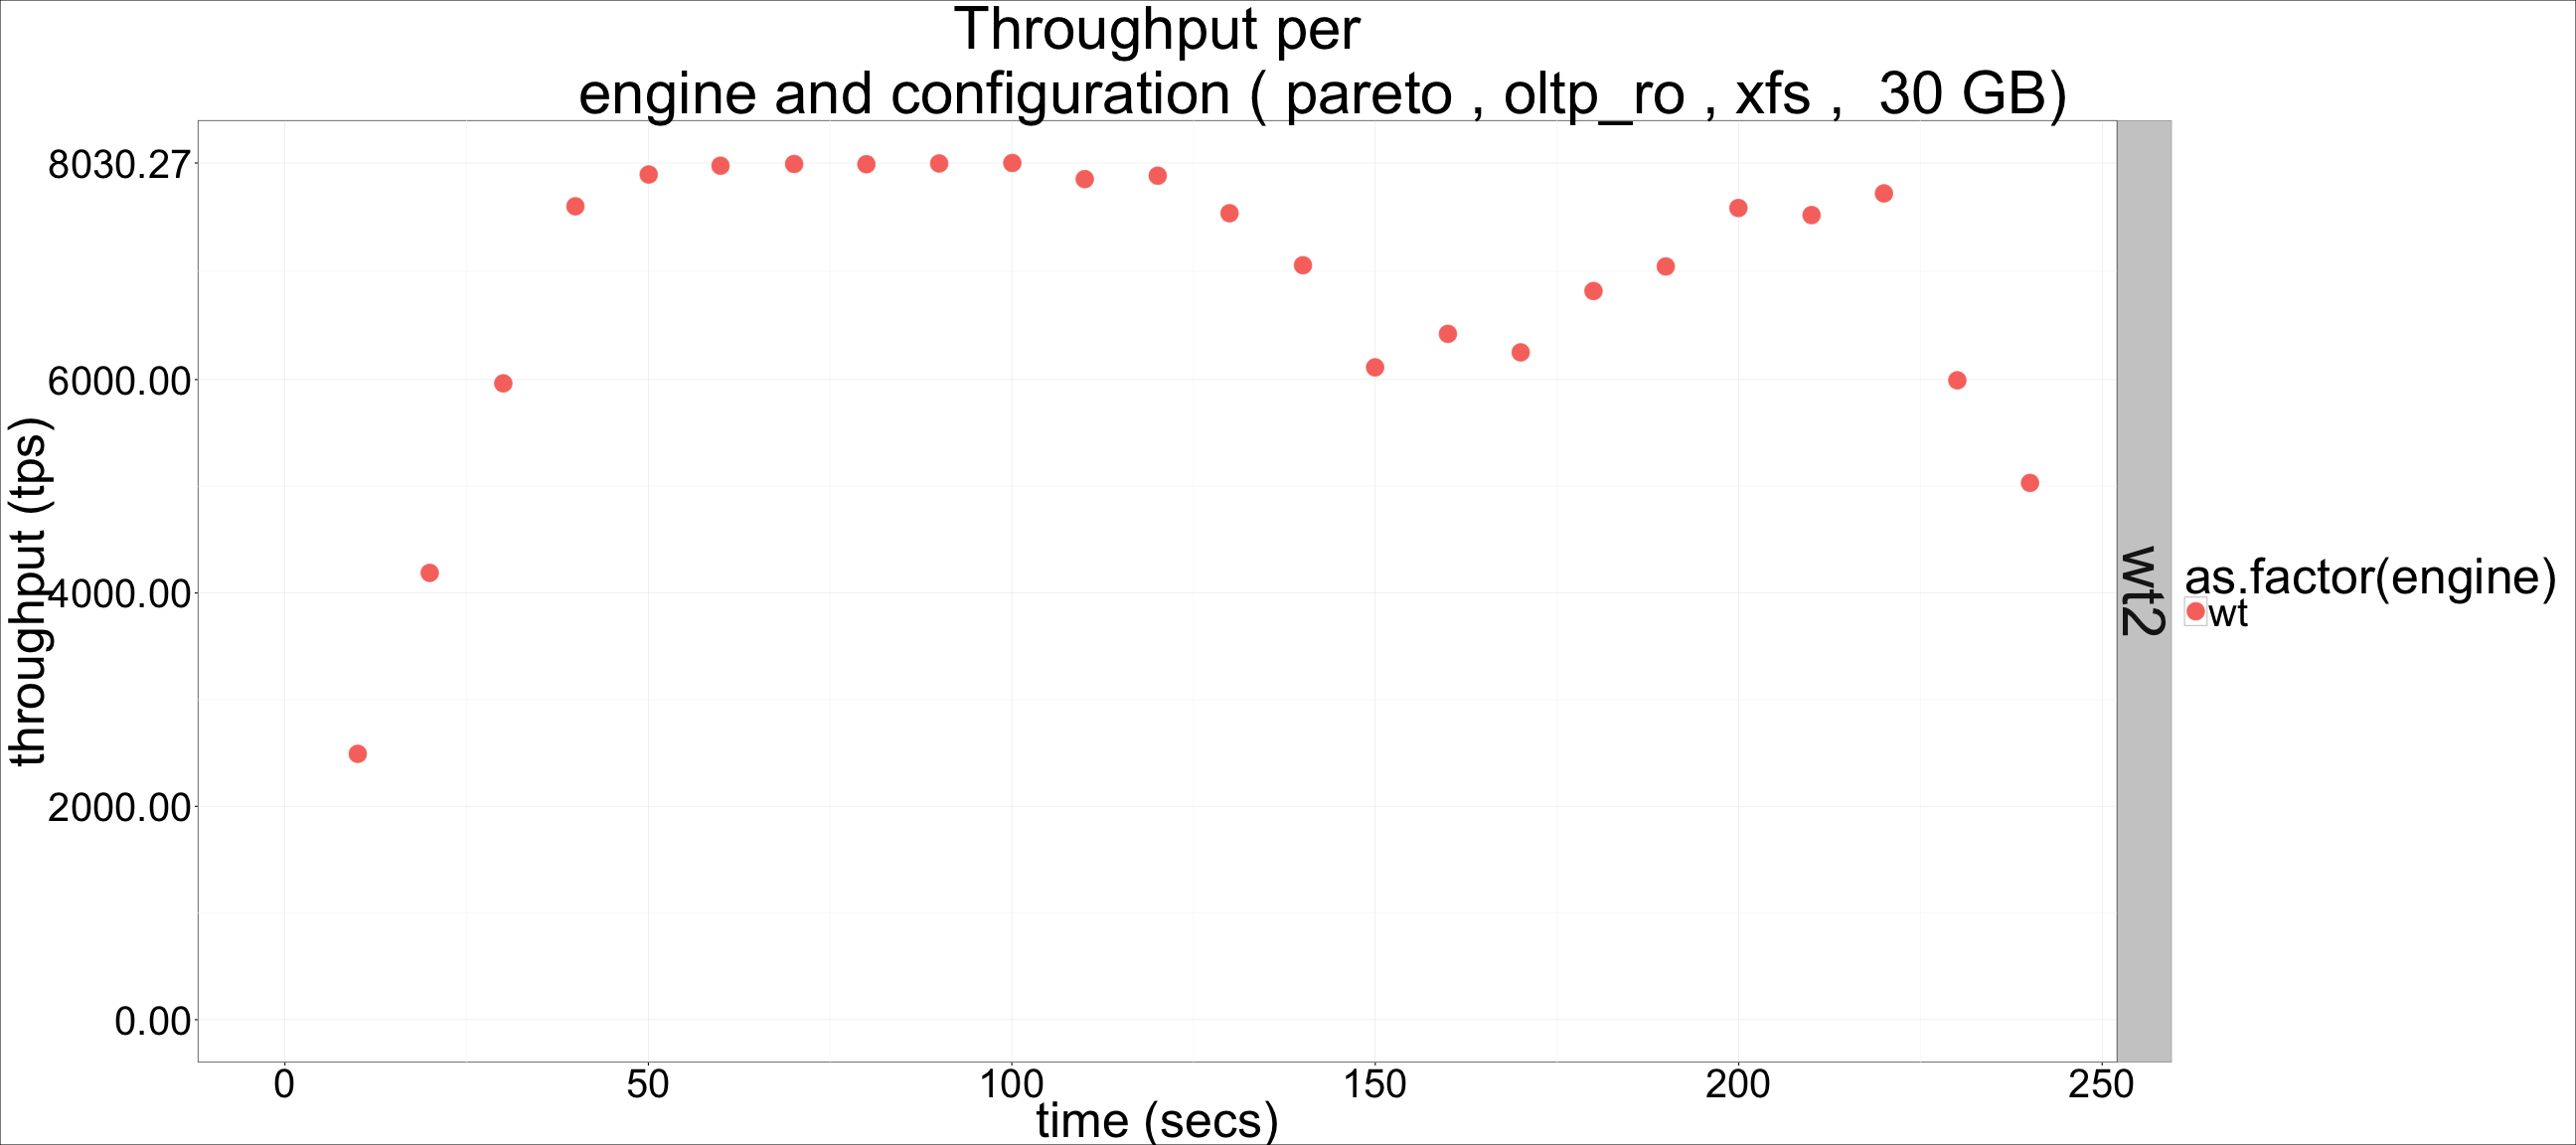 Throughput per
engine and configuration ( pareto , oltp_ro , xfs ,  30 GB)
throughput (tps)
8030.27
6000.00
4000.00
2000.00
0.00
0
50
100
150
200
250
time (secs)
wt2
as.factor(engine)
wt